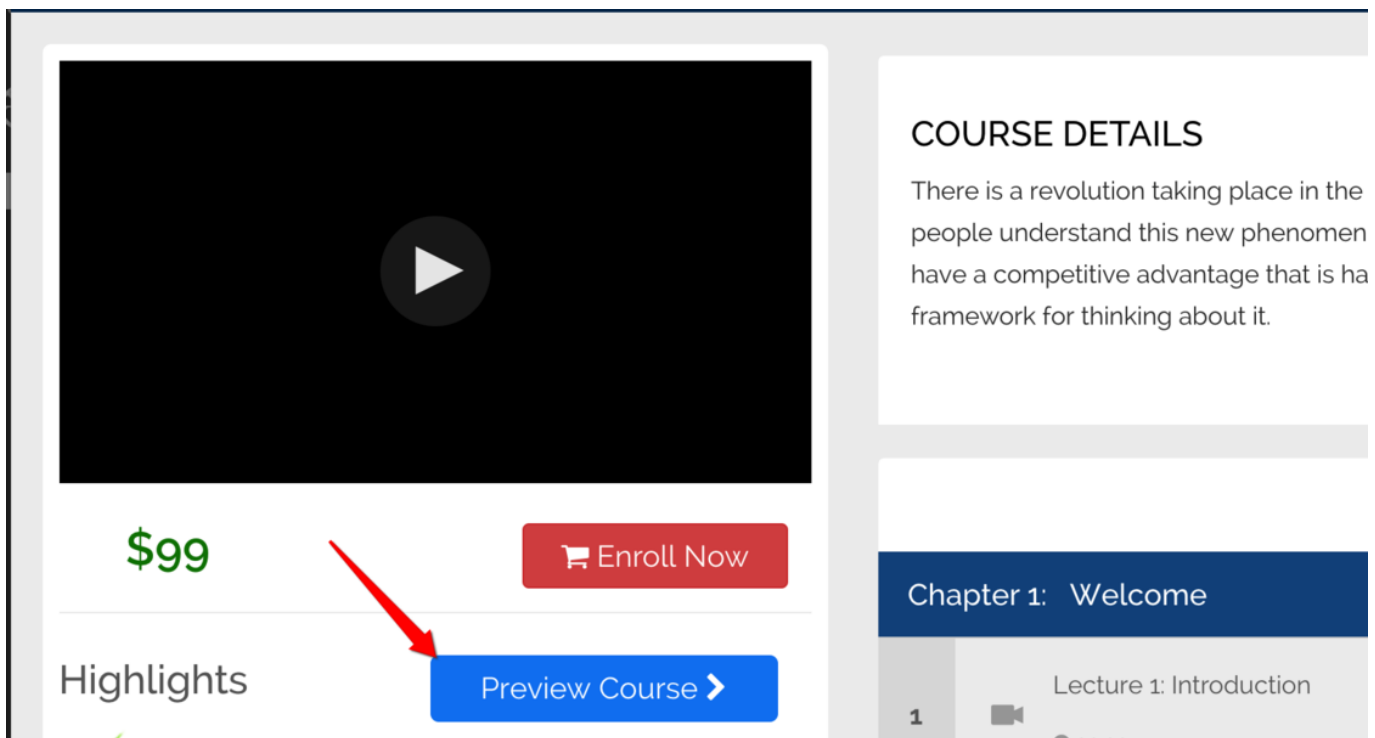 $99
Enroll Now
Highlights
Preview Course
COURSE DETAILS
There is a revolution taking place in the
people understand this new phenomen
have a competitive advantage that is ha
framework for thinking about it.
Chapter 1: Welcome
1
Lecture 1: Introduction